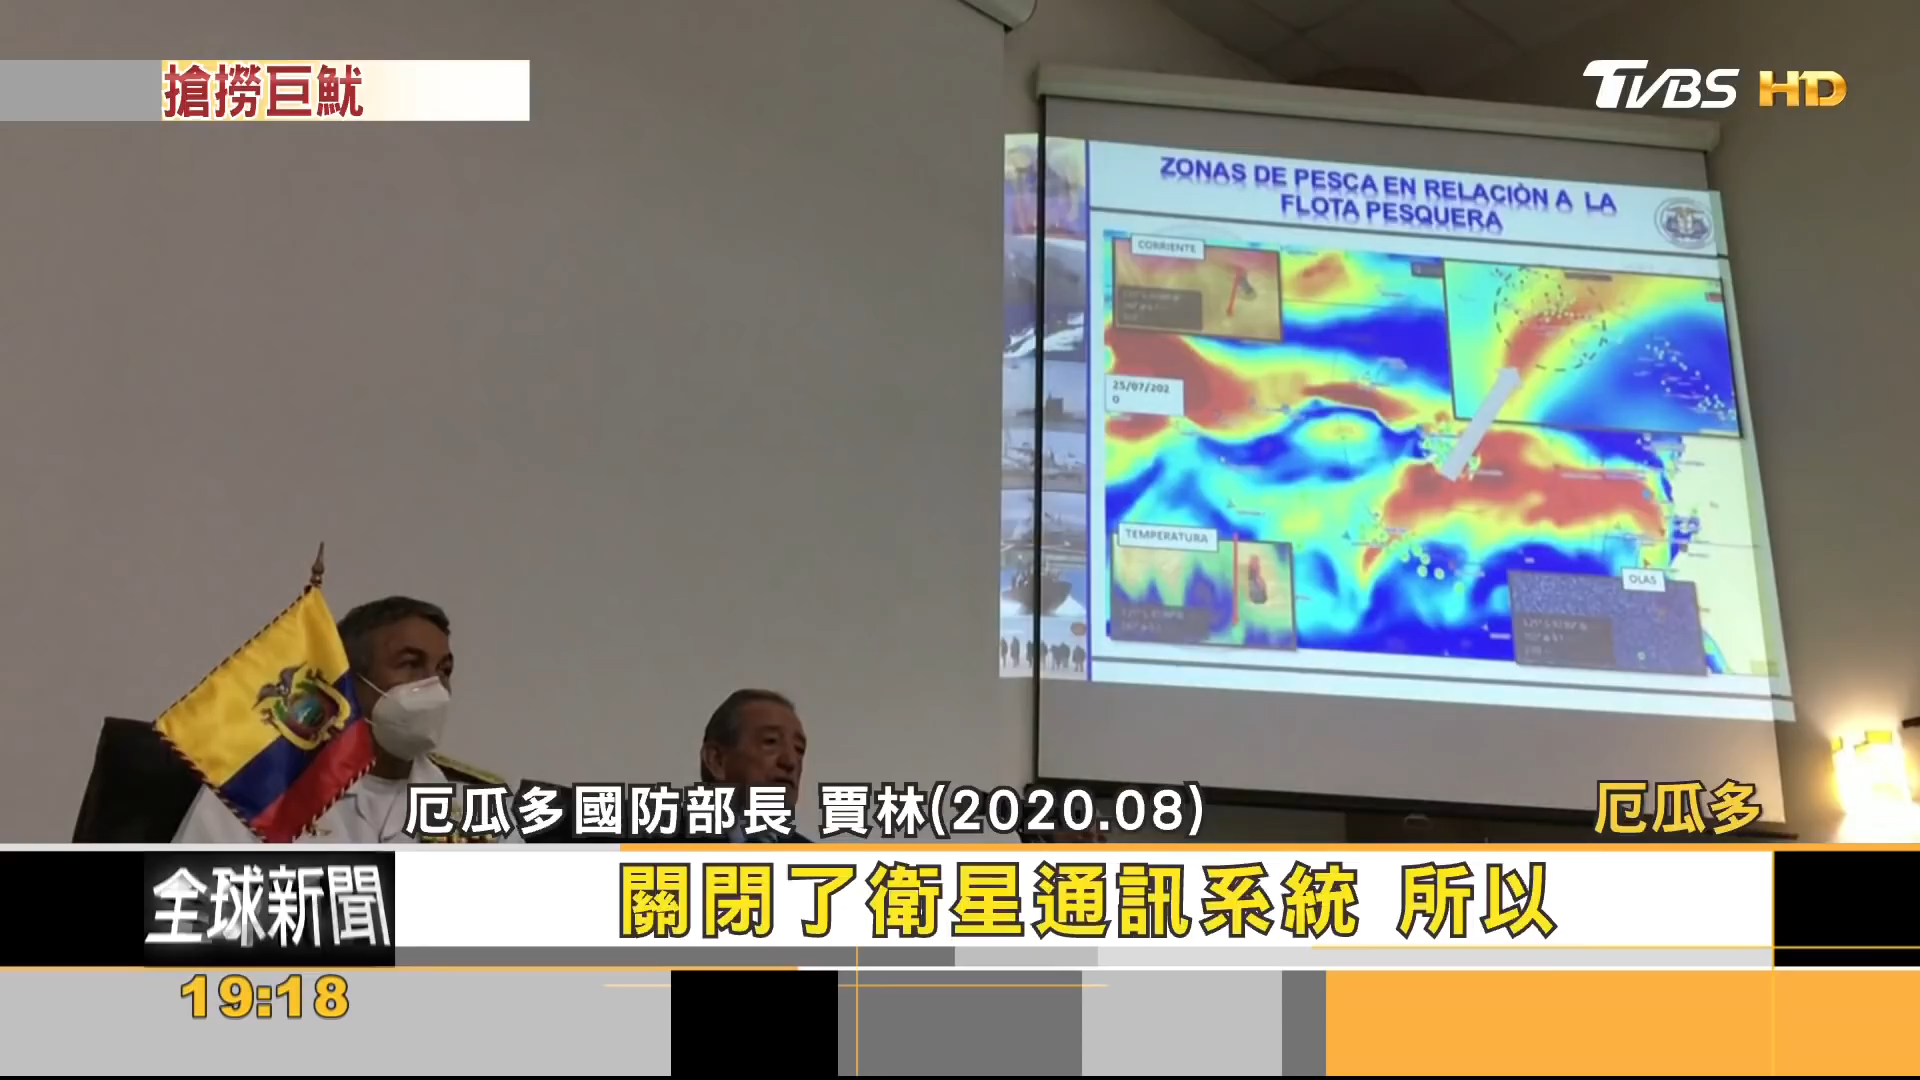 搶撈巨魷
TVBS HD
ZONAS DE PESCA EN RELACIÒN A LA
FLOTA PESQUERA
CORRIENTE
25/07/202
0
TEMPERATURA
OLAS
厄瓜多國防部長 賈林(2020.08)
厄瓜多
全球新聞
關閉了衛星通訊系統 所以
19:18